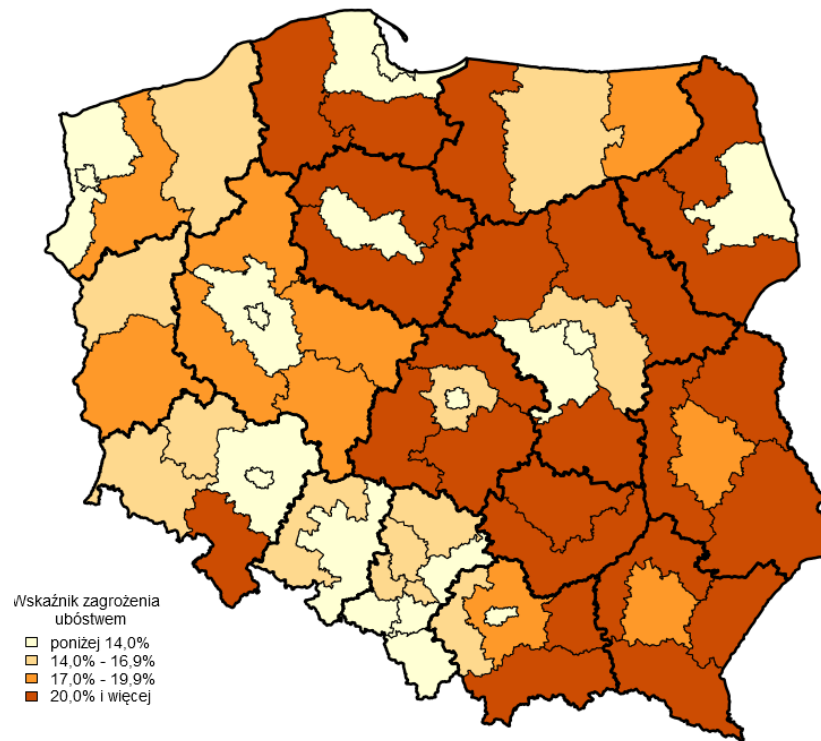 Wskaźnik zagrożenia
ubóstwem
poniżej 14,0%
14,0% - 16,9%
17,0% - 19,9%
20,0% i więcej